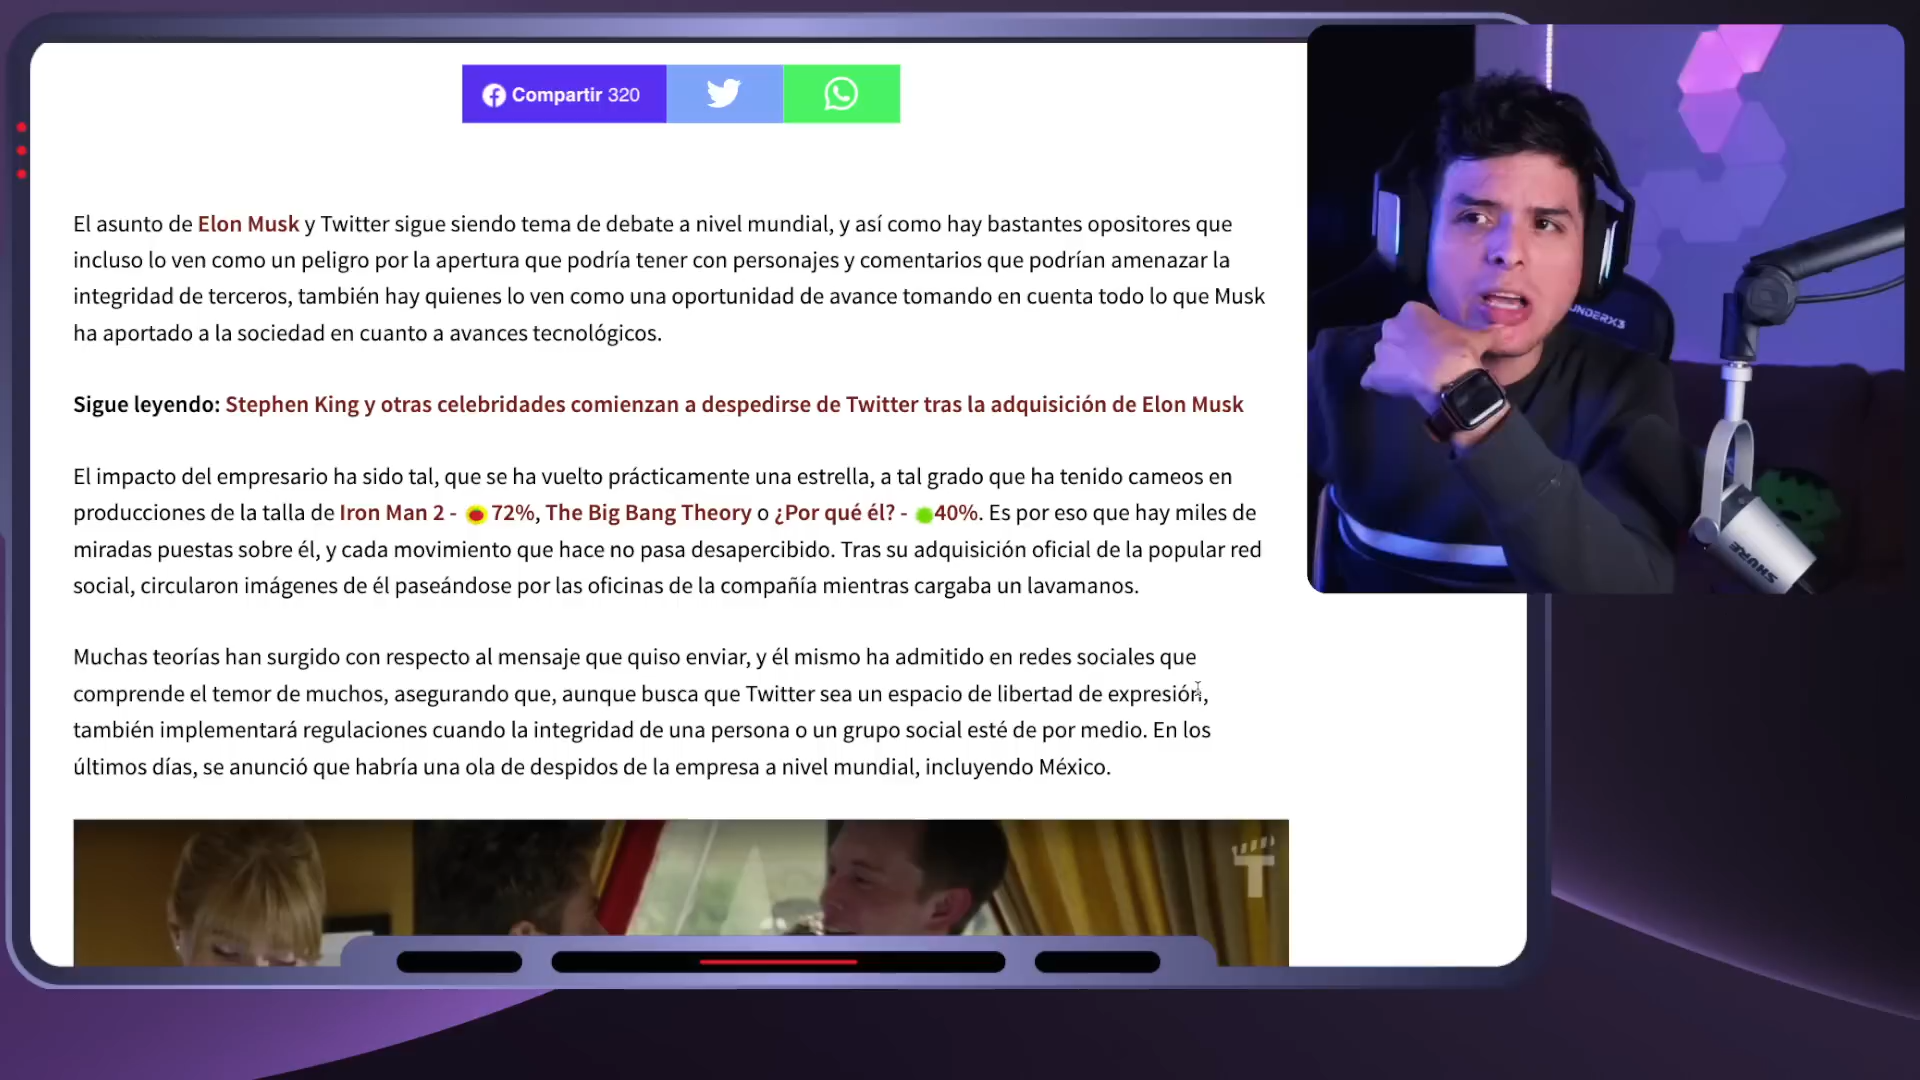 Compartir 320
El asunto de Elon Musk y Twitter sigue siendo tema de debate a nivel mundial, y así como hay bastantes opositores que
incluso lo ven como un peligro por la apertura que podría tener con personajes y comentarios que podrían amenazar la
integridad de terceros, también hay quienes lo ven como una oportunidad de avance tomando en cuenta todo lo que Musk
ha aportado a la sociedad en cuanto a avances tecnológicos.
Sigue leyendo: Stephen King y otras celebridades comienzan a despedirse de Twitter tras la adquisición de Elon Musk
El impacto del empresario ha sido tal, que se ha vuelto prácticamente una estrella, a tal grado que ha tenido cameos en
producciones de la talla de Iron Man 2 - 72%, The Big Bang Theory o ¿Por qué él? - 40%. Es por eso que hay miles de
miradas puestas sobre él, y cada movimiento que hace no pasa desapercibido. Tras su adquisición oficial de la popular red
social, circularon imágenes de él paseándose por las oficinas de la compañía mientras cargaba un lavamanos.
Muchas teorías han surgido con respecto al mensaje que quiso enviar, y él mismo ha admitido en redes sociales que
comprende el temor de muchos, asegurando que, aunque busca que Twitter sea un espacio de libertad de expresión,
también implementará regulaciones cuando la integridad de una persona o un grupo social esté de por medio. En los
últimos días, se anunció que habría una ola de despidos de la empresa a nivel mundial, incluyendo México.
T
UNDERX3
SHURE